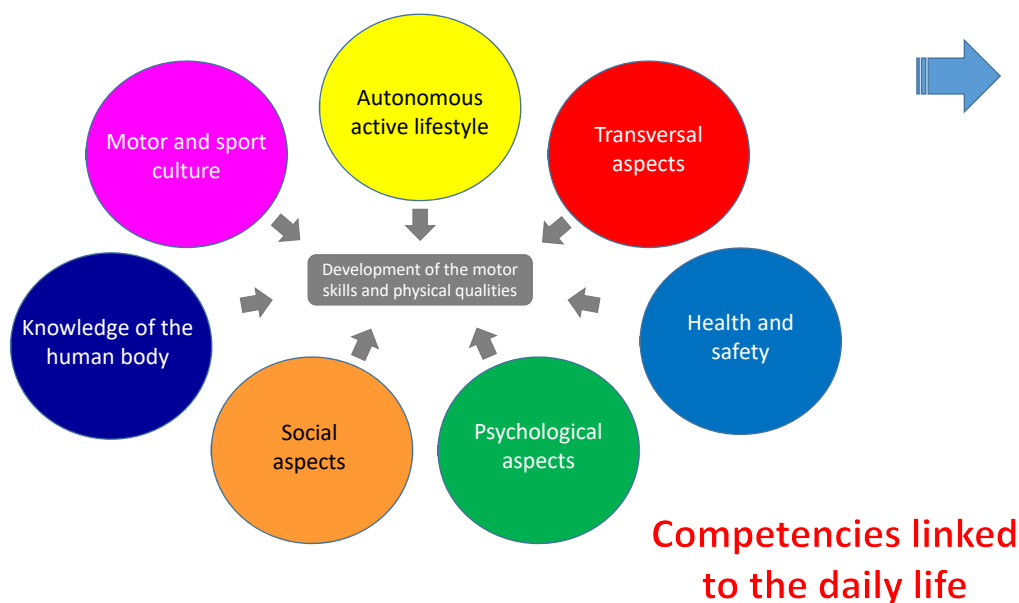 Autonomous
active lifestyle
Motor and sport
culture
Transversal
aspects
Development of the motor
skills and physical qualities
Knowledge of the
human body
Health and
safety
Social
aspects
Psychological
aspects
Competencies linked
to the daily life